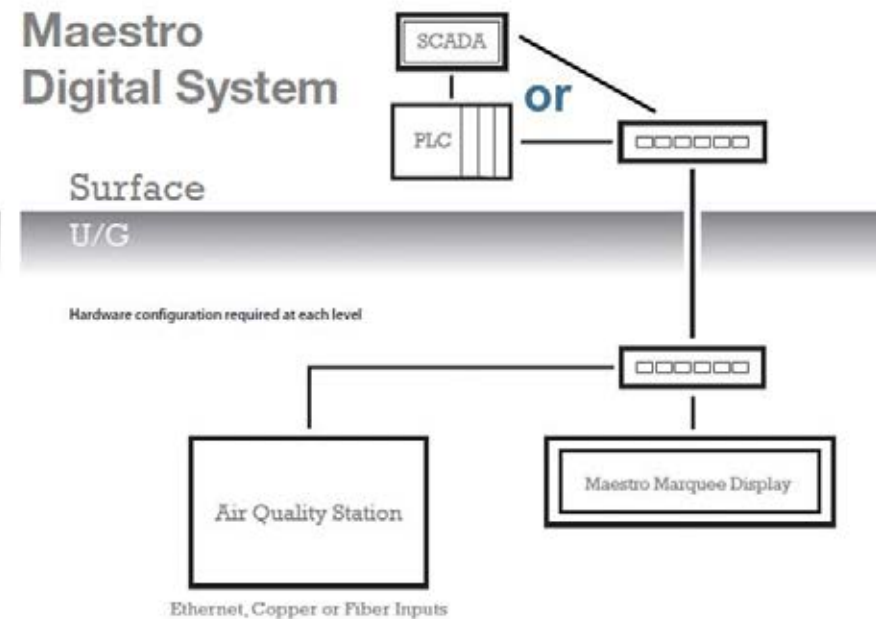 Maestro
Digital System
SCADA
or
PLC
Surface
U/G
Hardware configuration required at each level
Air Quality Station
Maestro Marquee Display
Ethernet, Copper or Fiber Inputs